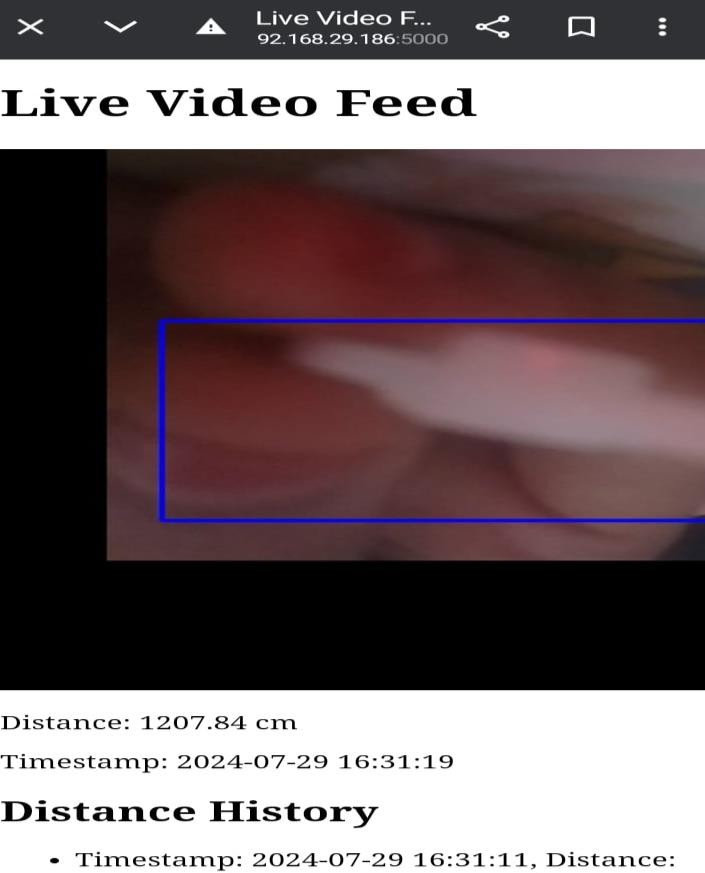 Live Video F...
92.168.29.186:5000
Live Video Feed
Distance: 1207.84 cm
Timestamp: 2024-07-29 16:31:19
Distance History
• Timestamp: 2024-07-29 16:31:11, Distance: